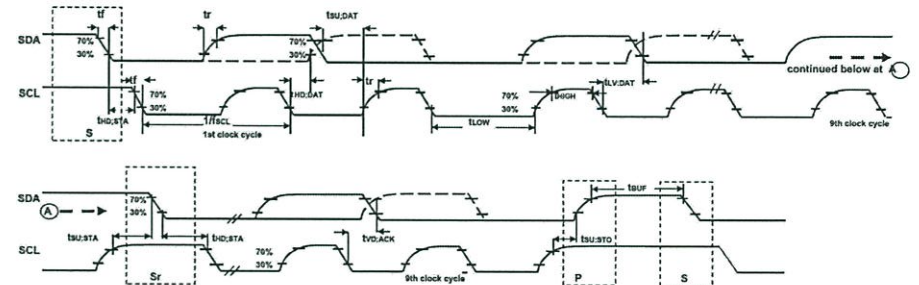 tf tr tSU;DAT
SDA 70% 30% 70% 30%
continued below at A
tf tHD;DAT tr tHIGH tLV;DAT
SCL 70% 30% 70% 30%
tHD;STA 1/fSCL tLOW
S 1st clock cycle 9th clock cycle
tBUF
SDA 70% 30%
A
tSU;STA tHD;STA tVD;ACK tSU;STO
SCL 70% 30%
9th clock cycle
Sr P S